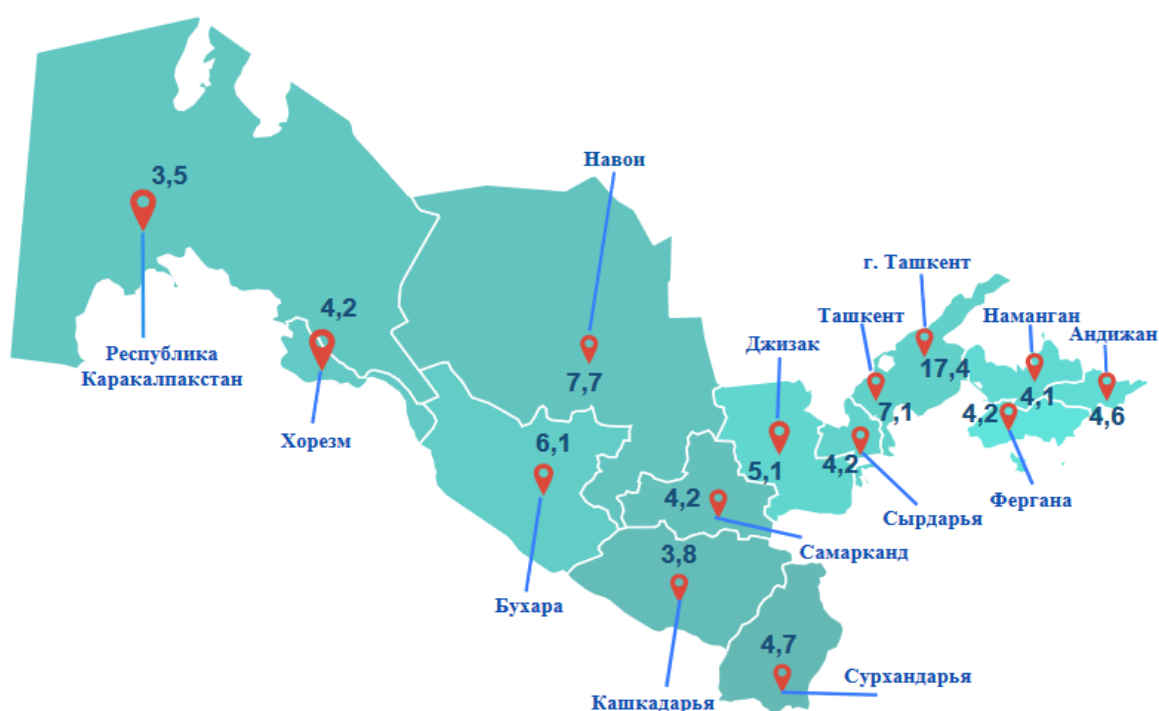 Навои
3,5
г. Ташкент
4,2
Ташкент
Наманган
Андижан
Джизак
Республика
Каракалпакстан
17,4
7,7
4,1
7,1
4,2
4,6
Хорезм
6,1
5,1
4,2
4,2
Фергана
Сырдарья
Самарканд
3,8
Бухара
4,7
Сурхандарья
Кашкадарья